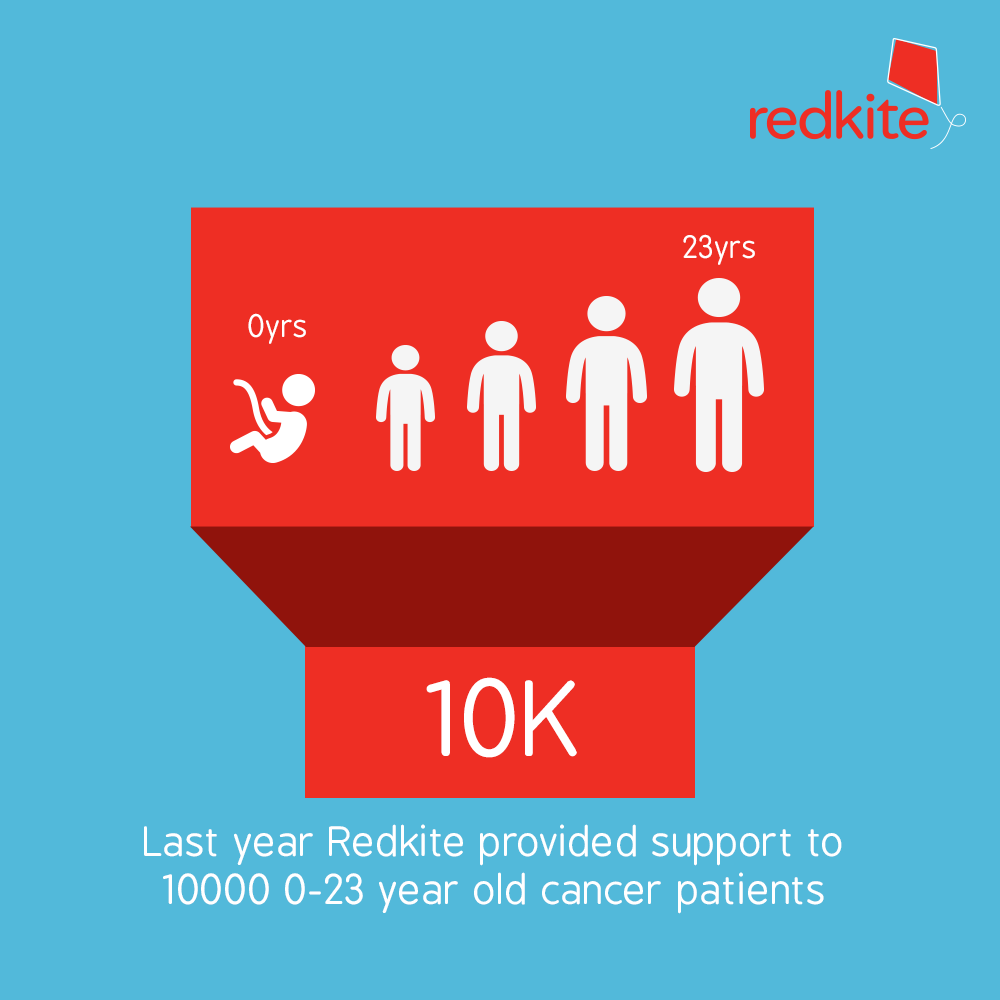 redkite
23yrs
0yrs
10K
Last year Redkite provided support to
10000 0-23 year old cancer patients